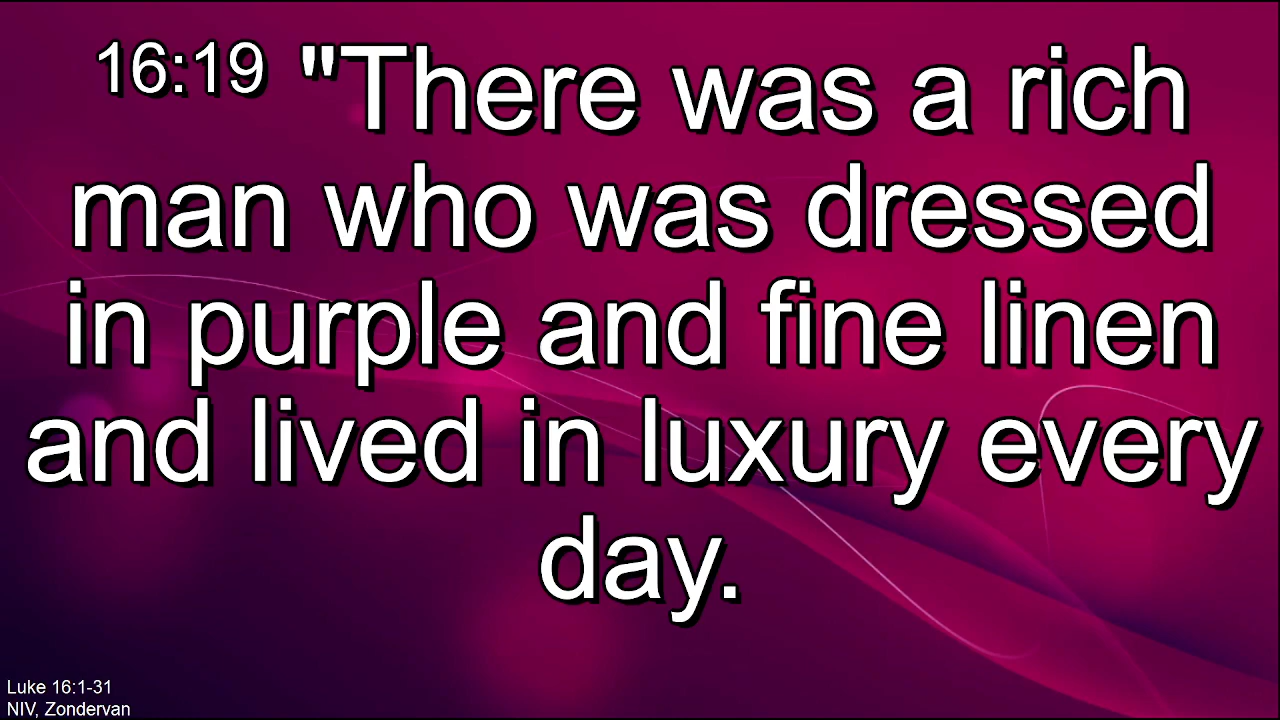 16:19 "There was a rich
man who was dressed
in purple and fine linen
and lived in luxury every
day.
Luke 16:1-31
NIV, Zondervan